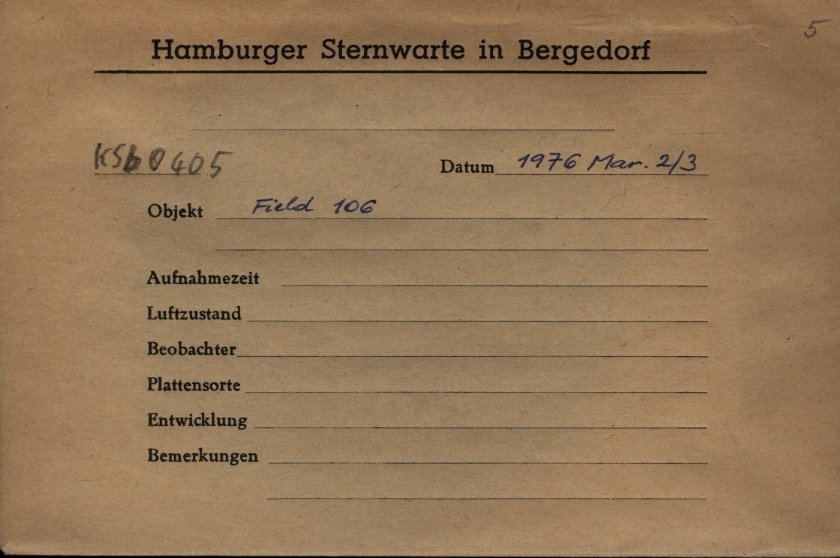 5
Hamburger Sternwarte in Bergedorf
KSb0405 Datum 1976 Mar. 2/3
Objekt Field 106
Aufnahmezeit
Luftzustand
Beobachter
Plattensorte
Entwicklung
Bemerkungen